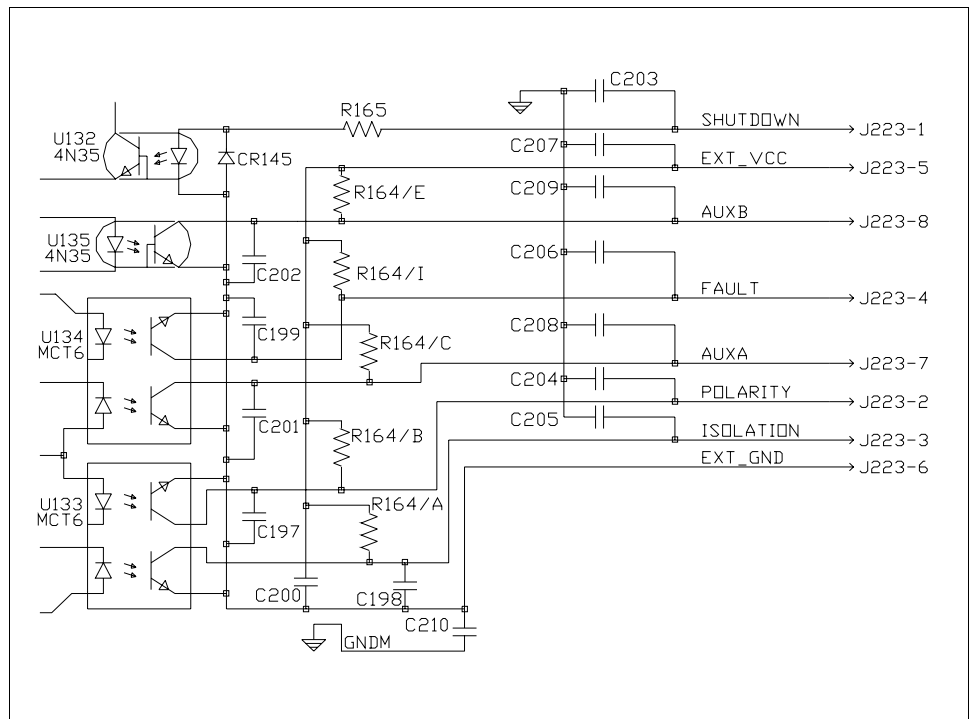 C203
R165
SHUTDOWN
J223-1
U132
4N35
CR145
C207
EXT_VCC
J223-5
R164/E
C209
AUXB
J223-8
U135
4N35
C202
C206
R164/I
FAULT
J223-4
U134
MCT6
C199
C208
R164/C
AUXA
J223-7
C204
POLARITY
J223-2
C201
C205
R164/B
ISOLATION
J223-3
EXT_GND
J223-6
U133
MCT6
R164/A
C197
C200
C198
C210
GNDM